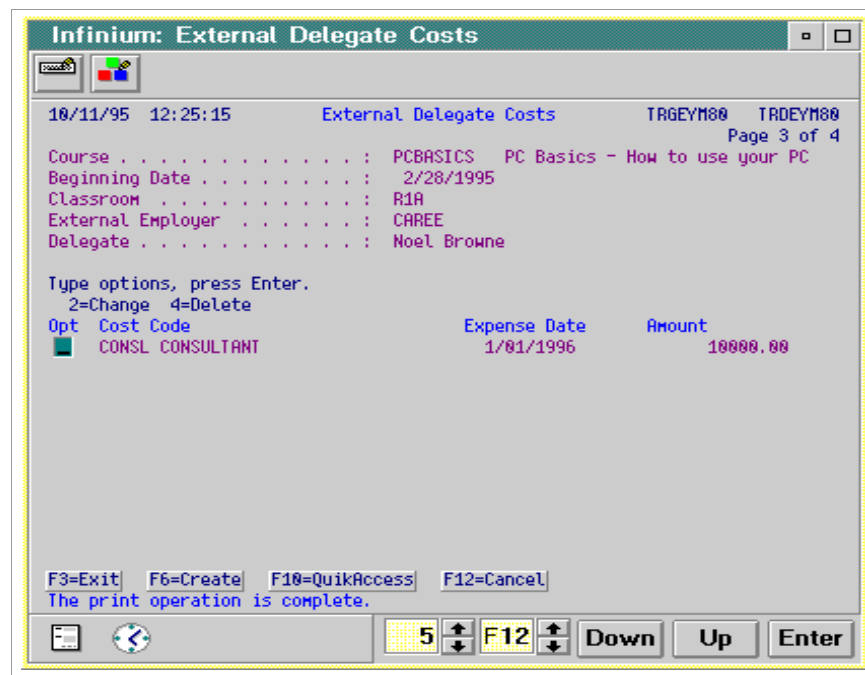 Infinium: External Delegate Costs
10/11/95 12:25:15 External Delegate Costs TRGEYM80 TRDEYM80
Page 3 of 4
Course . . . . . . . . . . . . . : PCBASICS PC Basics - How to use your PC
Beginning Date . . . . . . . . : 2/28/1995
Classroom . . . . . . . . . . . : R1A
External Employer . . . . . . : CAREE
Delegate . . . . . . . . . . . . : Noel Browne
Type options, press Enter.
2=Change 4=Delete
Opt Cost Code Expense Date Amount
CONSL CONSULTANT 1/01/1996 10000.00
F3=Exit F6=Create F10=QuikAccess F12=Cancel
The print operation is complete.
5 F12 Down Up Enter